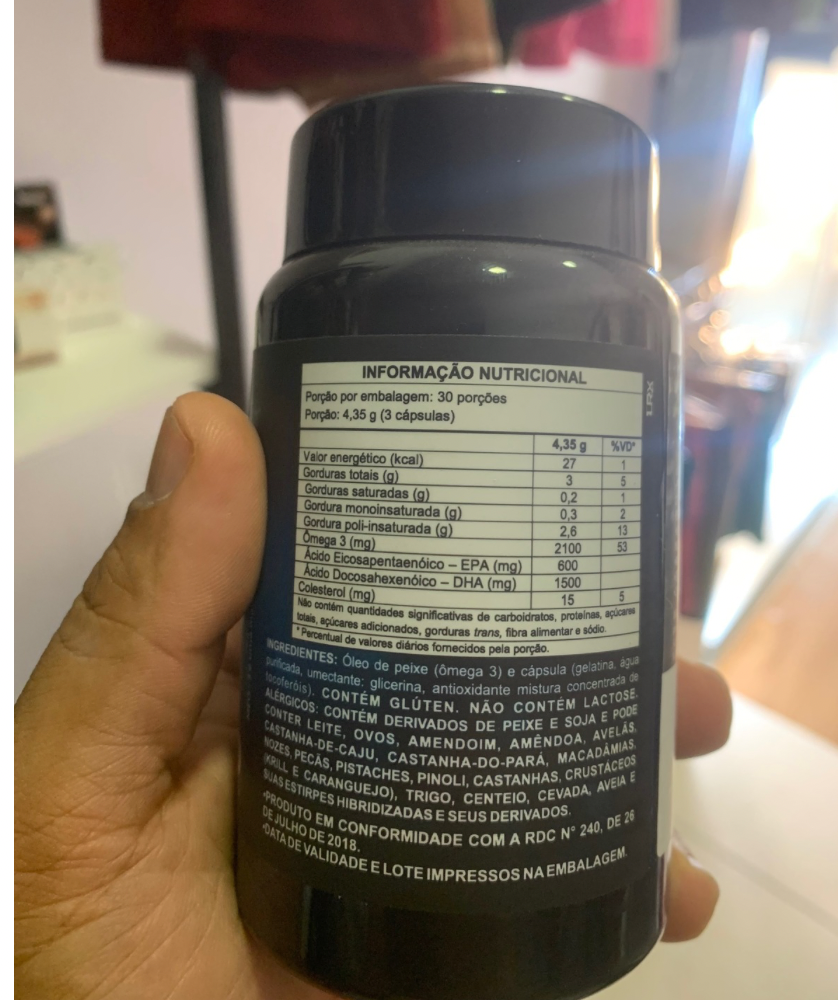 INFORMAÇÃO NUTRICIONAL
Porção por embalagem: 30 porções
Porção: 4,35 g (3 cápsulas)
4,35 g %VD*
Valor energético (kcal) 27 1
Gorduras totais (g) 3 5
Gorduras saturadas (g) 0,2 1
Gordura monoinsaturada (g) 0,3 2
Gordura poli-insaturada (g) 2,6 13
Ômega 3 (mg) 2100 53
Ácido Eicosapentaenóico – EPA (mg) 600
Ácido Docosahexenóico – DHA (mg) 1500
Colesterol (mg) 15 5
Não contém quantidades significativas de carboidratos, proteínas, açúcares
totais, açúcares adicionados, gorduras trans, fibra alimentar e sódio.
* Percentual de valores diários fornecidos pela porção.
INGREDIENTES: Óleo de peixe (ômega 3) e cápsula (gelatina, água
purificada, umectante: glicerina, antioxidante mistura concentrada de
tocoferóis). CONTÉM GLÚTEN. NÃO CONTÉM LACTOSE.
ALÉRGICOS: CONTÉM DERIVADOS DE PEIXE E SOJA E PODE
CONTER LEITE, OVOS, AMENDOIM, AMÊNDOA, AVELÃS,
CASTANHA-DE-CAJU, CASTANHA-DO-PARÁ, MACADÂMIAS,
NOZES, PECÃS, PISTACHES, PINOLI, CASTANHAS, CRUSTÁCEOS
(KRILL E CARANGUEJO), TRIGO, CENTEIO, CEVADA, AVEIA E
SUAS ESTIRPES HIBRIDIZADAS E SEUS DERIVADOS.
*PRODUTO EM CONFORMIDADE COM A RDC N° 240, DE 26
DE JULHO DE 2018.
*DATA DE VALIDADE E LOTE IMPRESSOS NA EMBALAGEM.